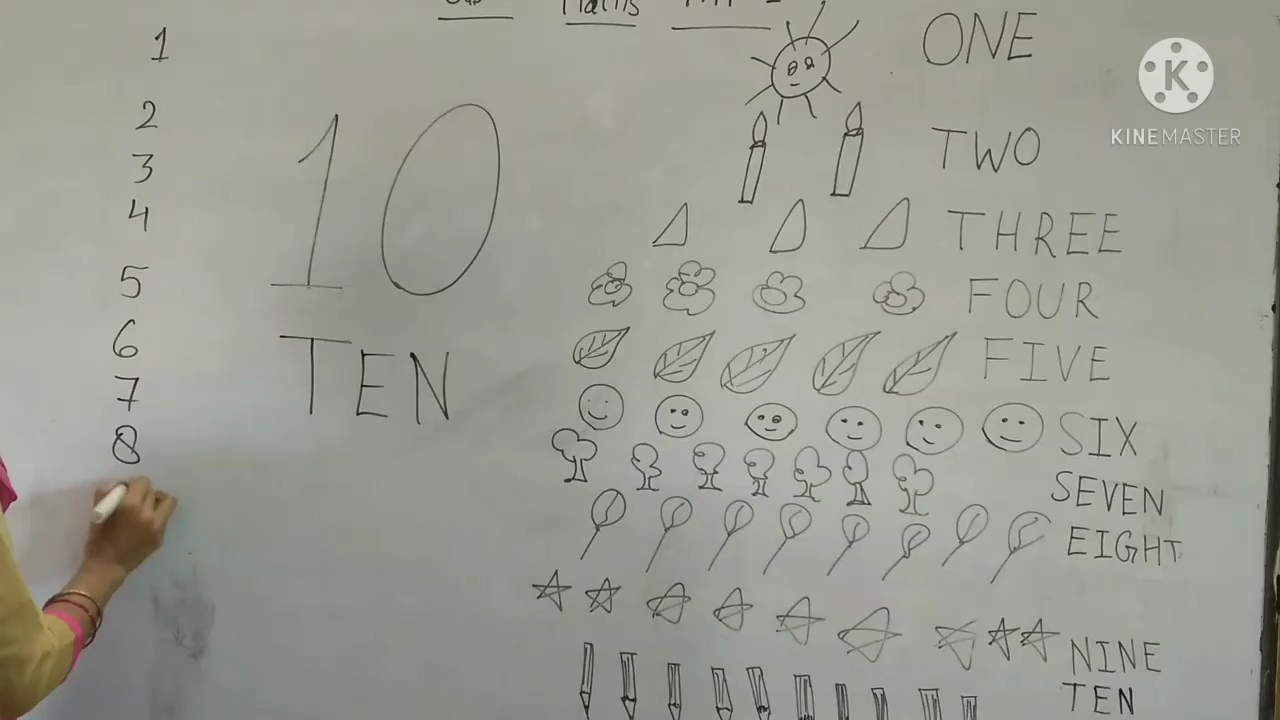 Maths
1 ONE
2 TWO
3 THREE
4 FOUR
5 FIVE
6 SIX
7 SEVEN
8 EIGHT
NINE
TEN
10
TEN
K
KINEMASTER